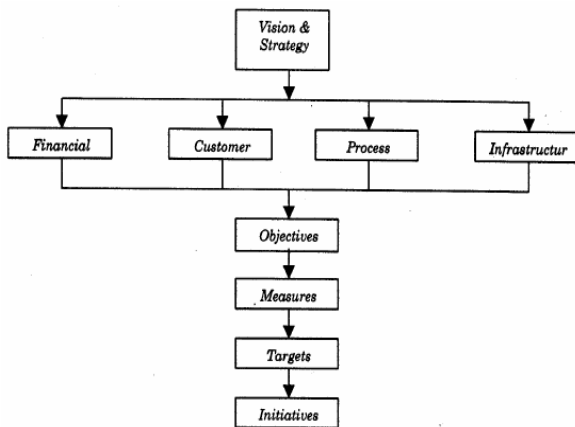 Vision &
Strategy
Financial
Customer
Process
Infrastructur
Objectives
Measures
Targets
Initiatives